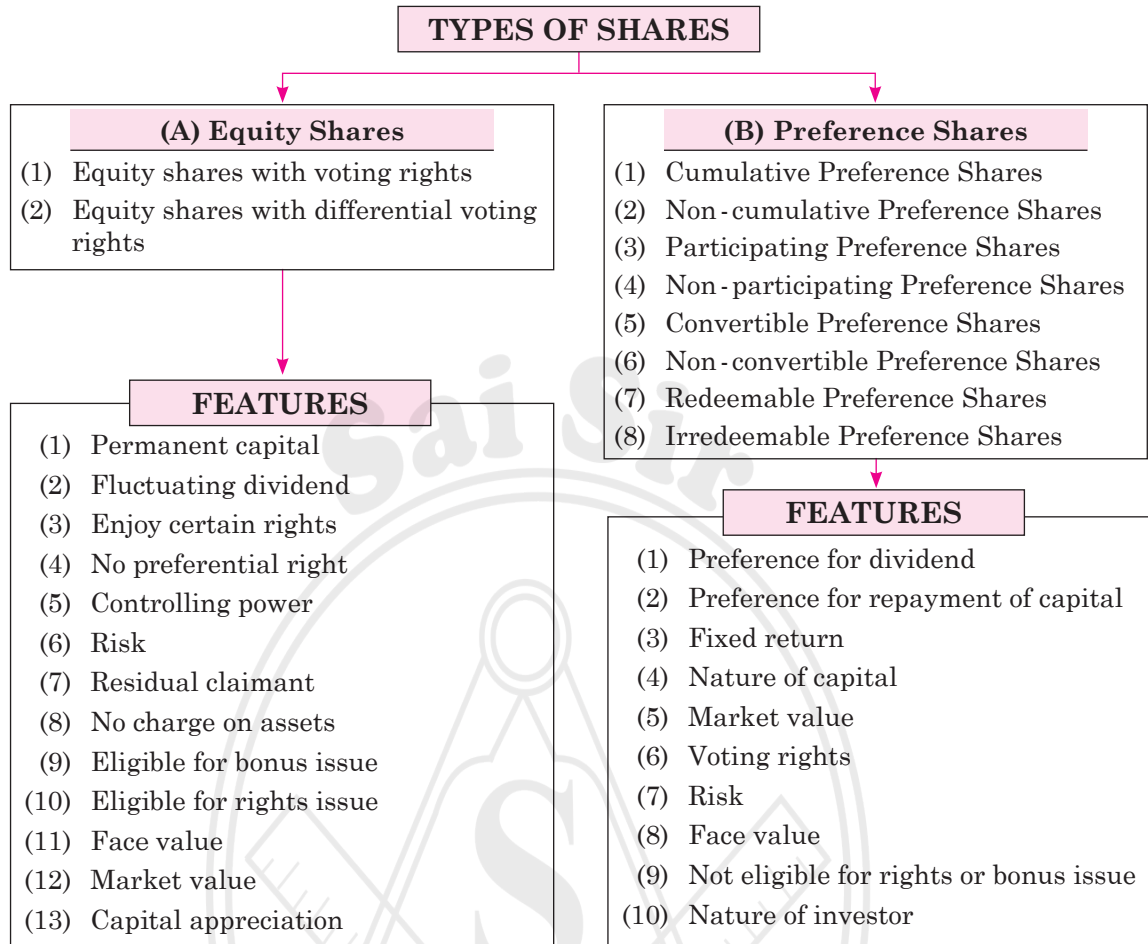 TYPES OF SHARES
(A) Equity Shares
(1) Equity shares with voting rights
(2) Equity shares with differential voting
rights
(B) Preference Shares
(1) Cumulative Preference Shares
(2) Non-cumulative Preference Shares
(3) Participating Preference Shares
(4) Non-participating Preference Shares
(5) Convertible Preference Shares
(6) Non-convertible Preference Shares
(7) Redeemable Preference Shares
(8) Irredeemable Preference Shares
FEATURES
(1) Permanent capital
(2) Fluctuating dividend
(3) Enjoy certain rights
(4) No preferential right
(5) Controlling power
(6) Risk
(7) Residual claimant
(8) No charge on assets
(9) Eligible for bonus issue
(10) Eligible for rights issue
(11) Face value
(12) Market value
(13) Capital appreciation
FEATURES
(1) Preference for dividend
(2) Preference for repayment of capital
(3) Fixed return
(4) Nature of capital
(5) Market value
(6) Voting rights
(7) Risk
(8) Face value
(9) Not eligible for rights or bonus issue
(10) Nature of investor
Sai Sir
S